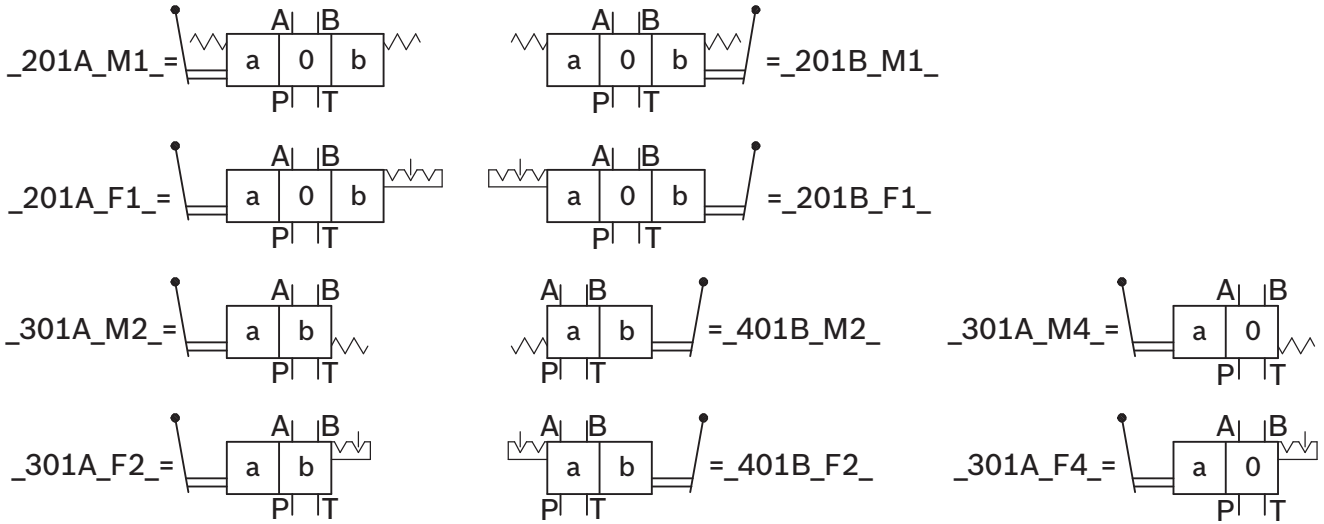 A B A B
_201A_M1_= a 0 b a 0 b =_201B_M1_
P T P T
A B A B
_201A_F1_= a 0 b a 0 b =_201B_F1_
P T P T
A B A B A B
_301A_M2_= a b a b =_401B_M2_ _301A_M4_= a 0
P T P T P T
A B A B A B
_301A_F2_= a b a b =_401B_F2_ _301A_F4_= a 0
P T P T P T